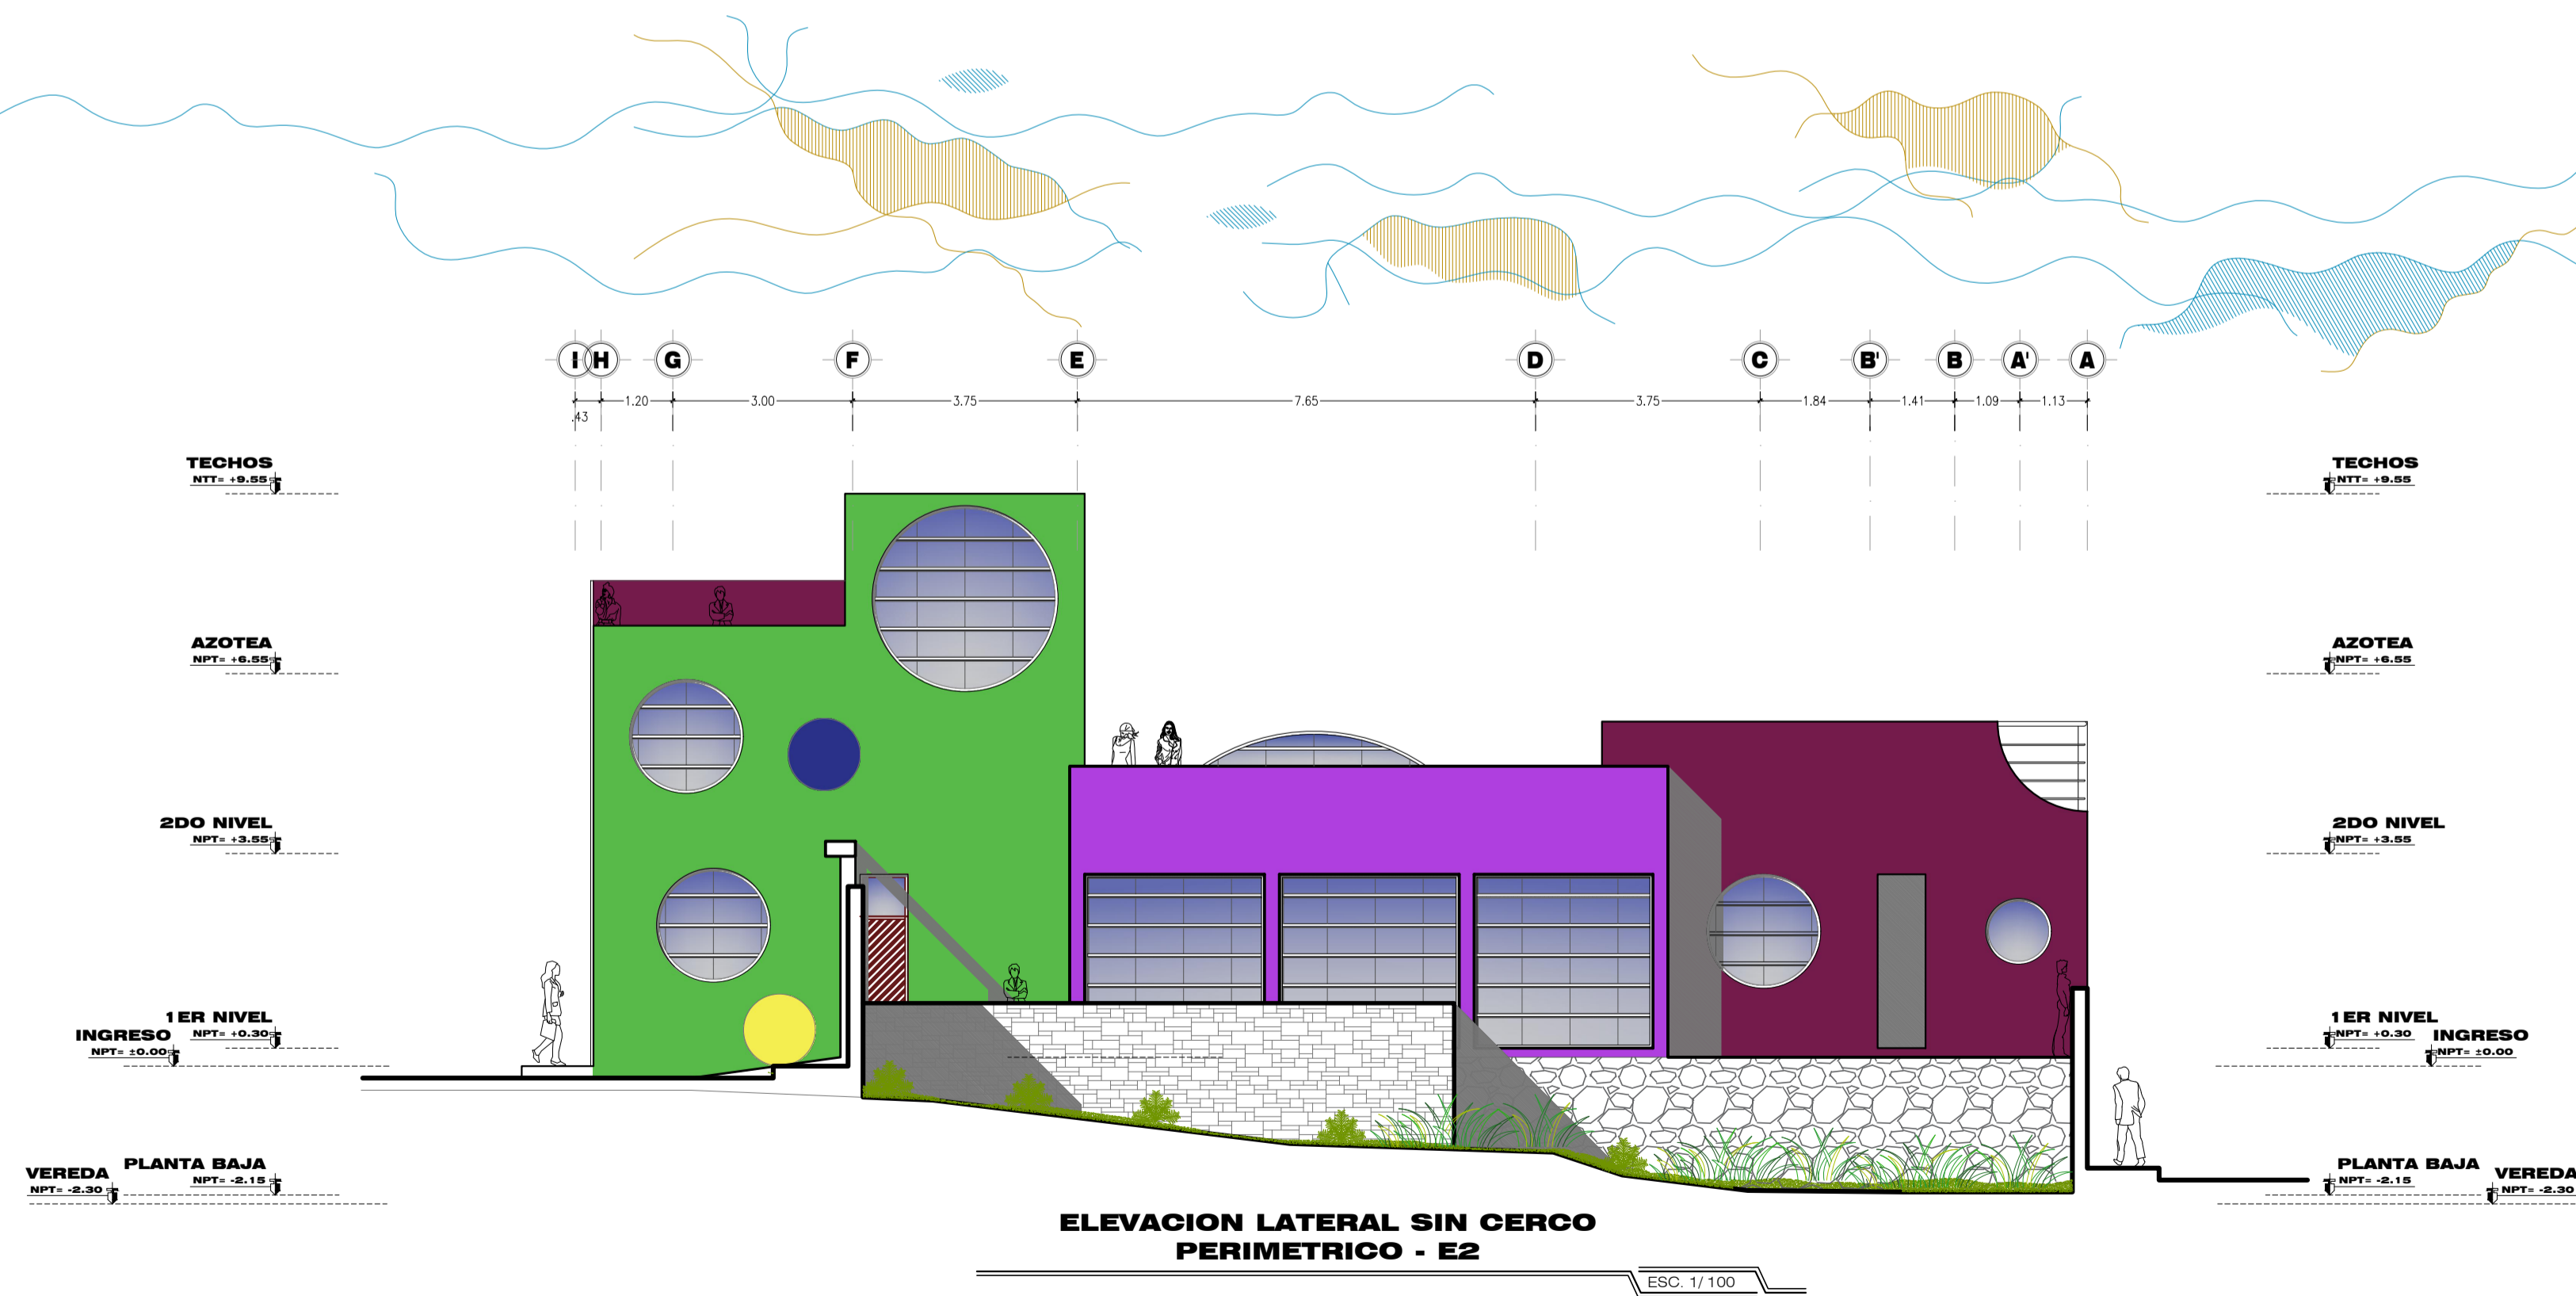 I H G F E D C B' B A' A
.43 1.20 3.00 3.75 7.65 3.75 1.84 1.41 1.09 1.13
TECHOS
NTT= +9.55
TECHOS
NTT= +9.55
AZOTEA
NPT= +6.55
AZOTEA
NPT= +6.55
2DO NIVEL
NPT= +3.55
2DO NIVEL
NPT= +3.55
1ER NIVEL
NPT= +0.30
INGRESO
NPT= ±0.00
1ER NIVEL
NPT= +0.30
INGRESO
NPT= ±0.00
PLANTA BAJA
NPT= -2.15
VEREDA
NPT= -2.30
PLANTA BAJA
NPT= -2.15
VEREDA
NPT= -2.30
ELEVACION LATERAL SIN CERCO
PERIMETRICO - E2
ESC. 1/ 100